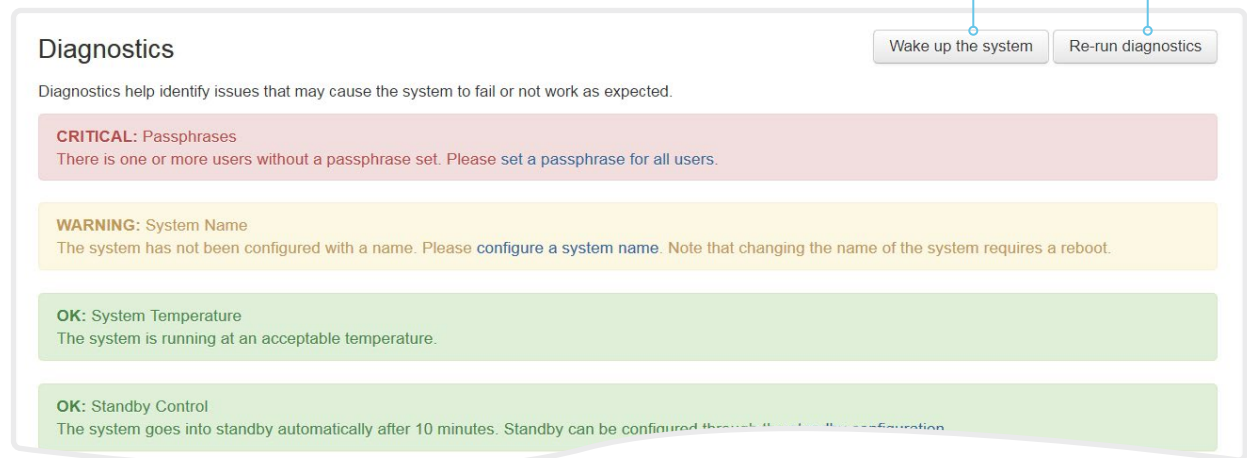 Diagnostics
Wake up the system
Re-run diagnostics
Diagnostics help identify issues that may cause the system to fail or not work as expected.
CRITICAL: Passphrases
There is one or more users without a passphrase set. Please set a passphrase for all users.
WARNING: System Name
The system has not been configured with a name. Please configure a system name. Note that changing the name of the system requires a reboot.
OK: System Temperature
The system is running at an acceptable temperature.
OK: Standby Control
The system goes into standby automatically after 10 minutes. Standby can be configured through the standby configuration